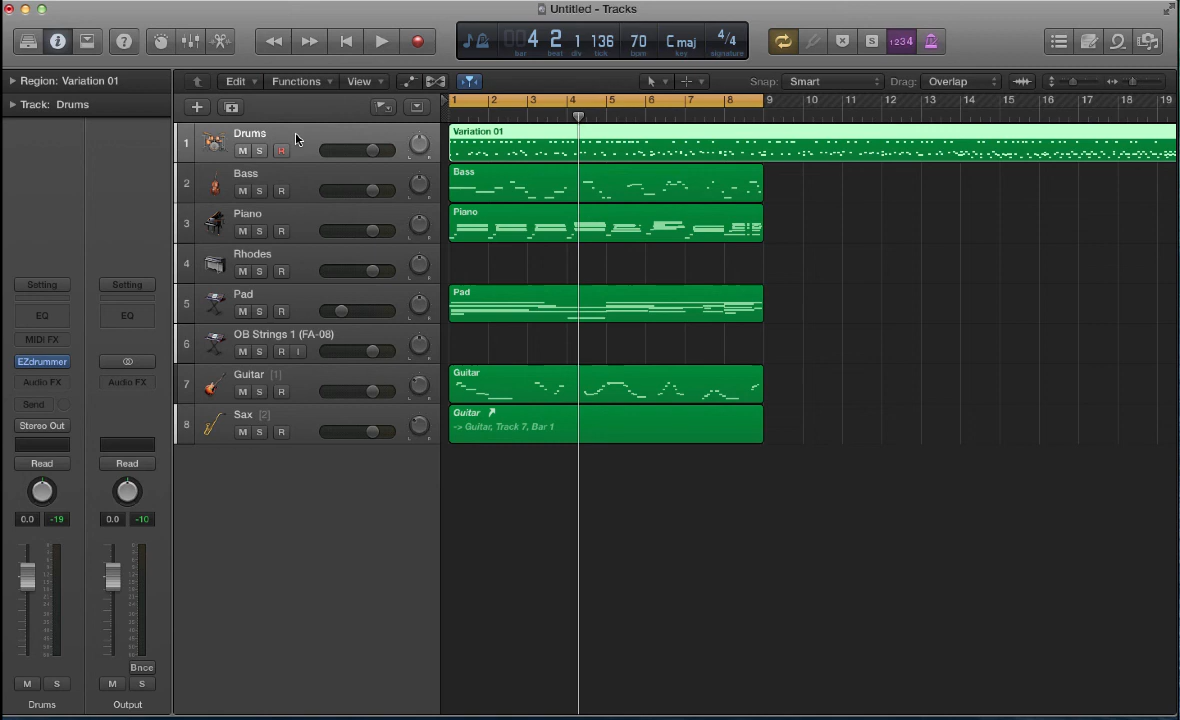 Untitled - Tracks
004 2 1 136 70 C maj 4/4
bar beat div tick bpm key signature
S 1234
Region: Variation 01
Edit Functions View Snap: Smart Drag: Overlap
Track: Drums
1 2 3 4 5 6 7 8 9 10 11 12 13 14 15 16 17 18 19
1 Drums
M S R
Variation 01
2 Bass
M S R
Bass
3 Piano
M S R
Piano
4 Rhodes
M S R
5 Pad
M S R
Pad
6 OB Strings 1 (FA-08)
M S R I
7 Guitar [1]
M S R
Guitar
8 Sax [2]
M S R
Guitar
-> Guitar, Track 7, Bar 1
Setting Setting
EQ EQ
MIDI FX
EZdrummer
Audio FX Audio FX
Send
Stereo Out
Read Read
0.0 -19 0.0 -10
Bnce
M S M S
Drums Output